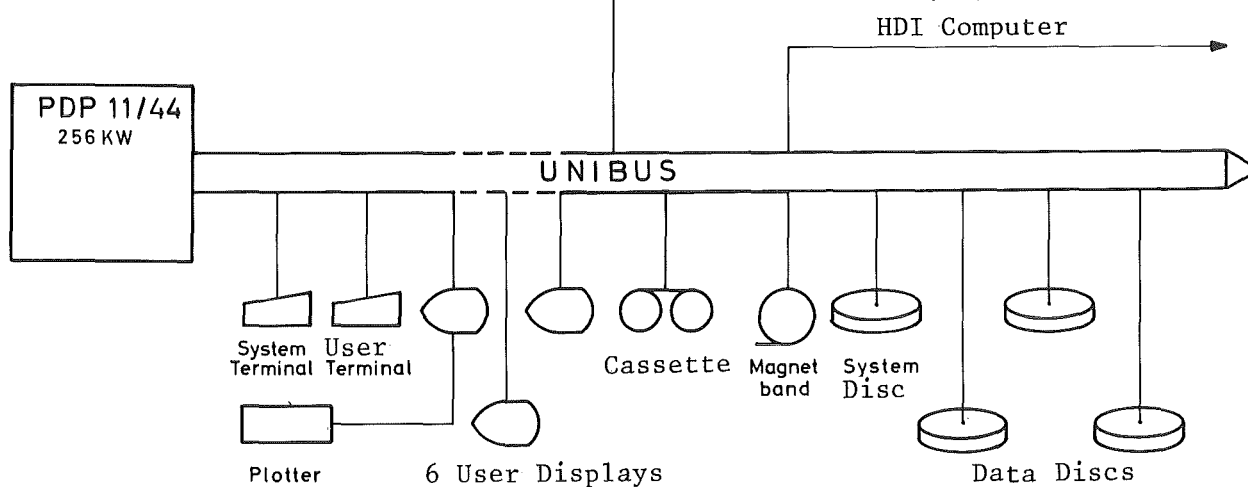 HDI Computer
PDP 11/44
256 KW
UNIBUS
System
Terminal
User
Terminal
Cassette
Magnet
band
System
Disc
Plotter
6 User Displays
Data Discs